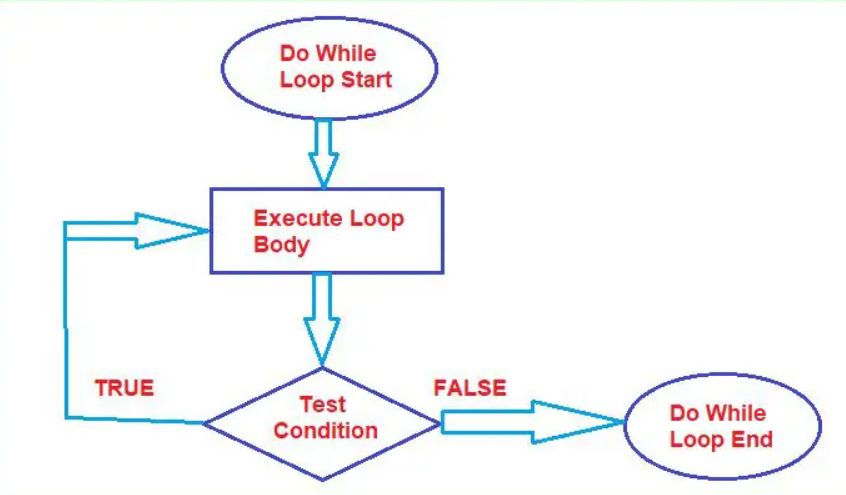 Do While
Loop Start
Execute Loop
Body
TRUE
FALSE
Test
Condition
Do While
Loop End